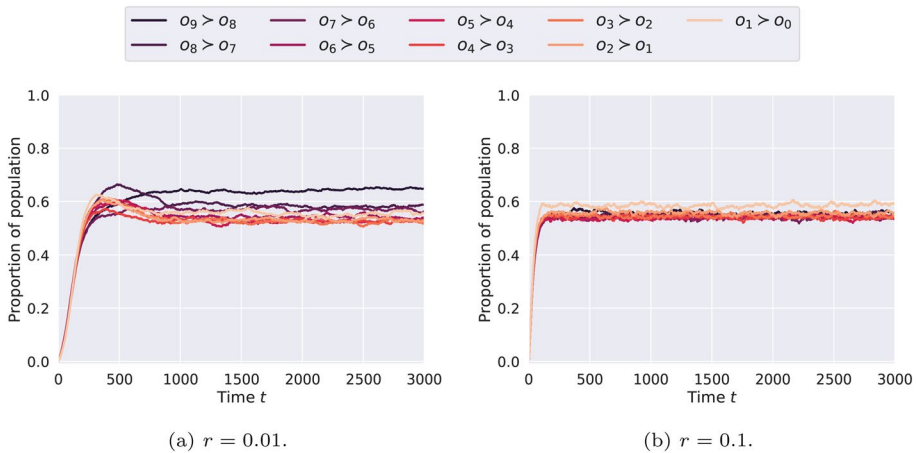 o₉ ≻ o₈ o₇ ≻ o₆ o₅ ≻ o₄ o₃ ≻ o₂ o₁ ≻ o₀
o₈ ≻ o₇ o₆ ≻ o₅ o₄ ≻ o₃ o₂ ≻ o₁
Proportion of population
1.0
0.8
0.6
0.4
0.2
0.0
0 500 1000 1500 2000 2500 3000
Time t
(a) r = 0.01.
Proportion of population
1.0
0.8
0.6
0.4
0.2
0.0
0 500 1000 1500 2000 2500 3000
Time t
(b) r = 0.1.